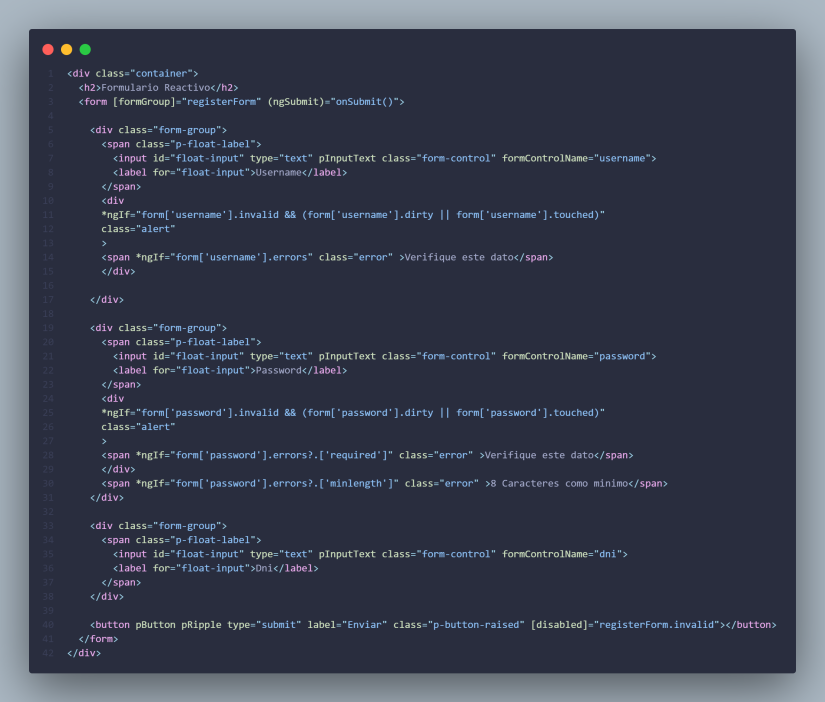 1 <div class="container">
2 <h2>Formulario Reactivo</h2>
3 <form [formGroup]="registerForm" (ngSubmit)="onSubmit()">
4
5 <div class="form-group">
6 <span class="p-float-label">
7 <input id="float-input" type="text" pInputText class="form-control" formControlName="username">
8 <label for="float-input">Username</label>
9 </span>
10 <div
11 *ngIf="form['username'].invalid && (form['username'].dirty || form['username'].touched)"
12 class="alert"
13 >
14 <span *ngIf="form['username'].errors" class="error" >Verifique este dato</span>
15 </div>
16
17 </div>
18
19 <div class="form-group">
20 <span class="p-float-label">
21 <input id="float-input" type="text" pInputText class="form-control" formControlName="password">
22 <label for="float-input">Password</label>
23 </span>
24 <div
25 *ngIf="form['password'].invalid && (form['password'].dirty || form['password'].touched)"
26 class="alert"
27 >
28 <span *ngIf="form['password'].errors?.['required']" class="error" >Verifique este dato</span>
29 </div>
30 <span *ngIf="form['password'].errors?.['minlength']" class="error" >8 Caracteres como minimo</span>
31 </div>
32
33 <div class="form-group">
34 <span class="p-float-label">
35 <input id="float-input" type="text" pInputText class="form-control" formControlName="dni">
36 <label for="float-input">Dni</label>
37 </span>
38 </div>
39
40 <button pButton pRipple type="submit" label="Enviar" class="p-button-raised" [disabled]="registerForm.invalid"></button>
41 </form>
42 </div>